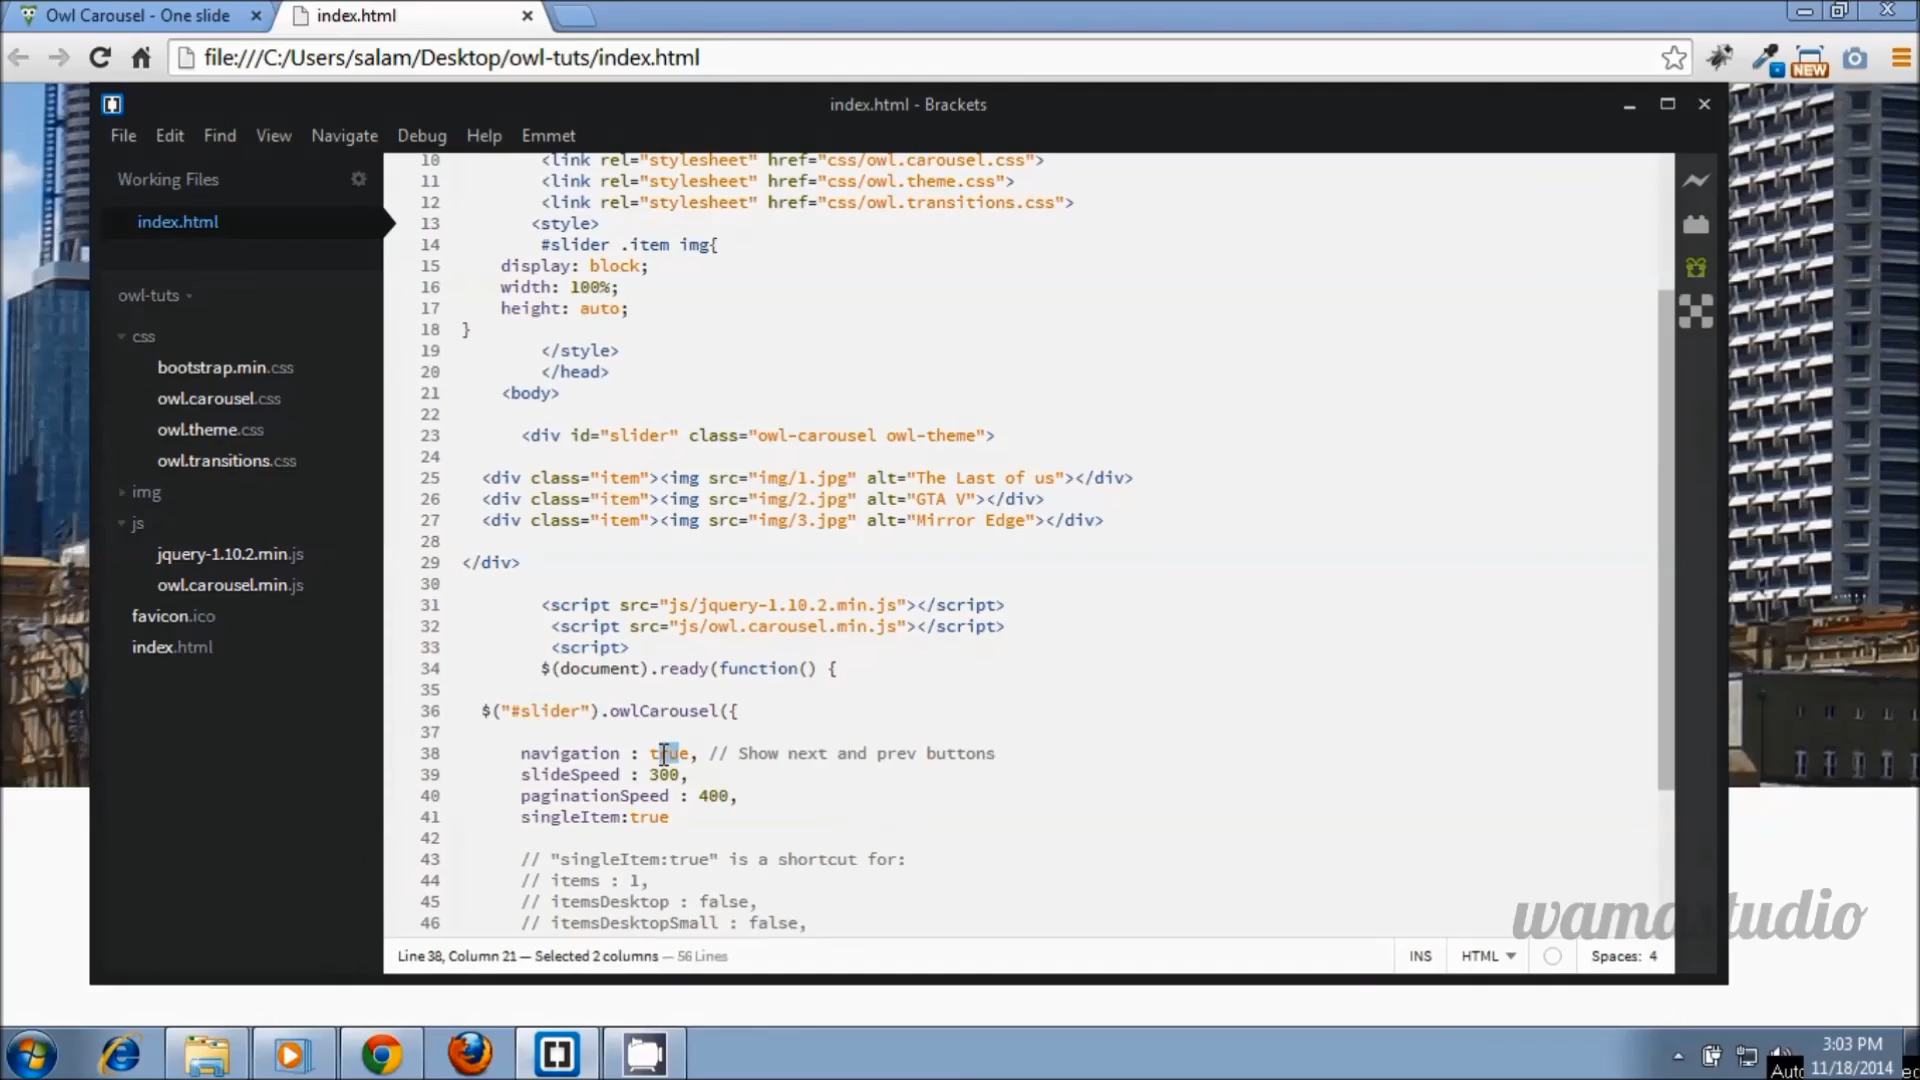 Owl Carousel - One slide
index.html
file:///C:/Users/salam/Desktop/owl-tuts/index.html
NEW
index.html - Brackets
File Edit Find View Navigate Debug Help Emmet
Working Files
index.html
owl-tuts
css
bootstrap.min.css
owl.carousel.css
owl.theme.css
owl.transitions.css
img
js
jquery-1.10.2.min.js
owl.carousel.min.js
favicon.ico
index.html
10 <link rel="stylesheet" href="css/owl.carousel.css">
11 <link rel="stylesheet" href="css/owl.theme.css">
12 <link rel="stylesheet" href="css/owl.transitions.css">
13 <style>
14 #slider .item img{
15 display: block;
16 width: 100%;
17 height: auto;
18 }
19 </style>
20 </head>
21 <body>
22
23 <div id="slider" class="owl-carousel owl-theme">
24
25 <div class="item"><img src="img/1.jpg" alt="The Last of us"></div>
26 <div class="item"><img src="img/2.jpg" alt="GTA V"></div>
27 <div class="item"><img src="img/3.jpg" alt="Mirror Edge"></div>
28
29 </div>
30
31 <script src="js/jquery-1.10.2.min.js"></script>
32 <script src="js/owl.carousel.min.js"></script>
33 <script>
34 $(document).ready(function() {
35
36 $("#slider").owlCarousel({
37
38 navigation : true, // Show next and prev buttons
39 slideSpeed : 300,
40 paginationSpeed : 400,
41 singleItem:true
42
43 // "singleItem:true" is a shortcut for:
44 // items : 1,
45 // itemsDesktop : false,
46 // itemsDesktopSmall : false,
wamastudio
Line 38, Column 21 — Selected 2 columns — 56 Lines
INS HTML Spaces: 4
3:03 PM
11/18/2014